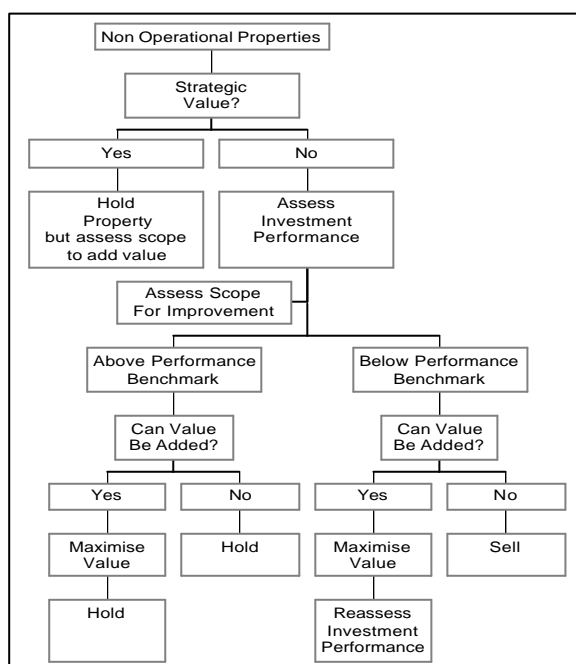 Non Operational Properties
Strategic
Value?
Yes
No
Hold
Property
but assess scope
to add value
Assess
Investment
Performance
Assess Scope
For Improvement
Above Performance
Benchmark
Below Performance
Benchmark
Can Value
Be Added?
Can Value
Be Added?
Yes
No
Yes
No
Maximise
Value
Hold
Maximise
Value
Sell
Hold
Reassess
Investment
Performance